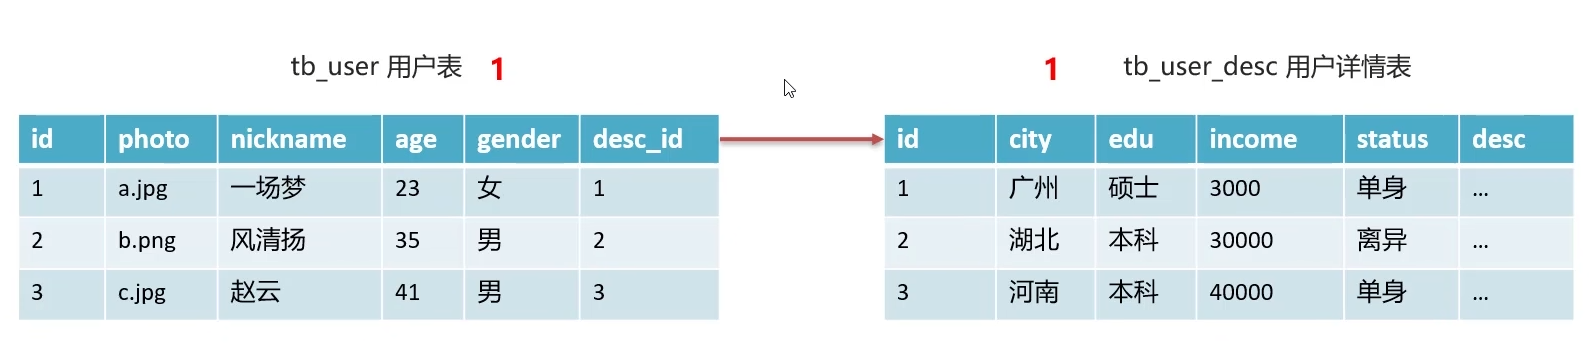 tb_user 用户表 1
1 tb_user_desc 用户详情表
id photo nickname age gender desc_id
1 a.jpg 一场梦 23 女 1
2 b.png 风清扬 35 男 2
3 c.jpg 赵云 41 男 3
id city edu income status desc
1 广州 硕士 3000 单身 ...
2 湖北 本科 30000 离异 ...
3 河南 本科 40000 单身 ...